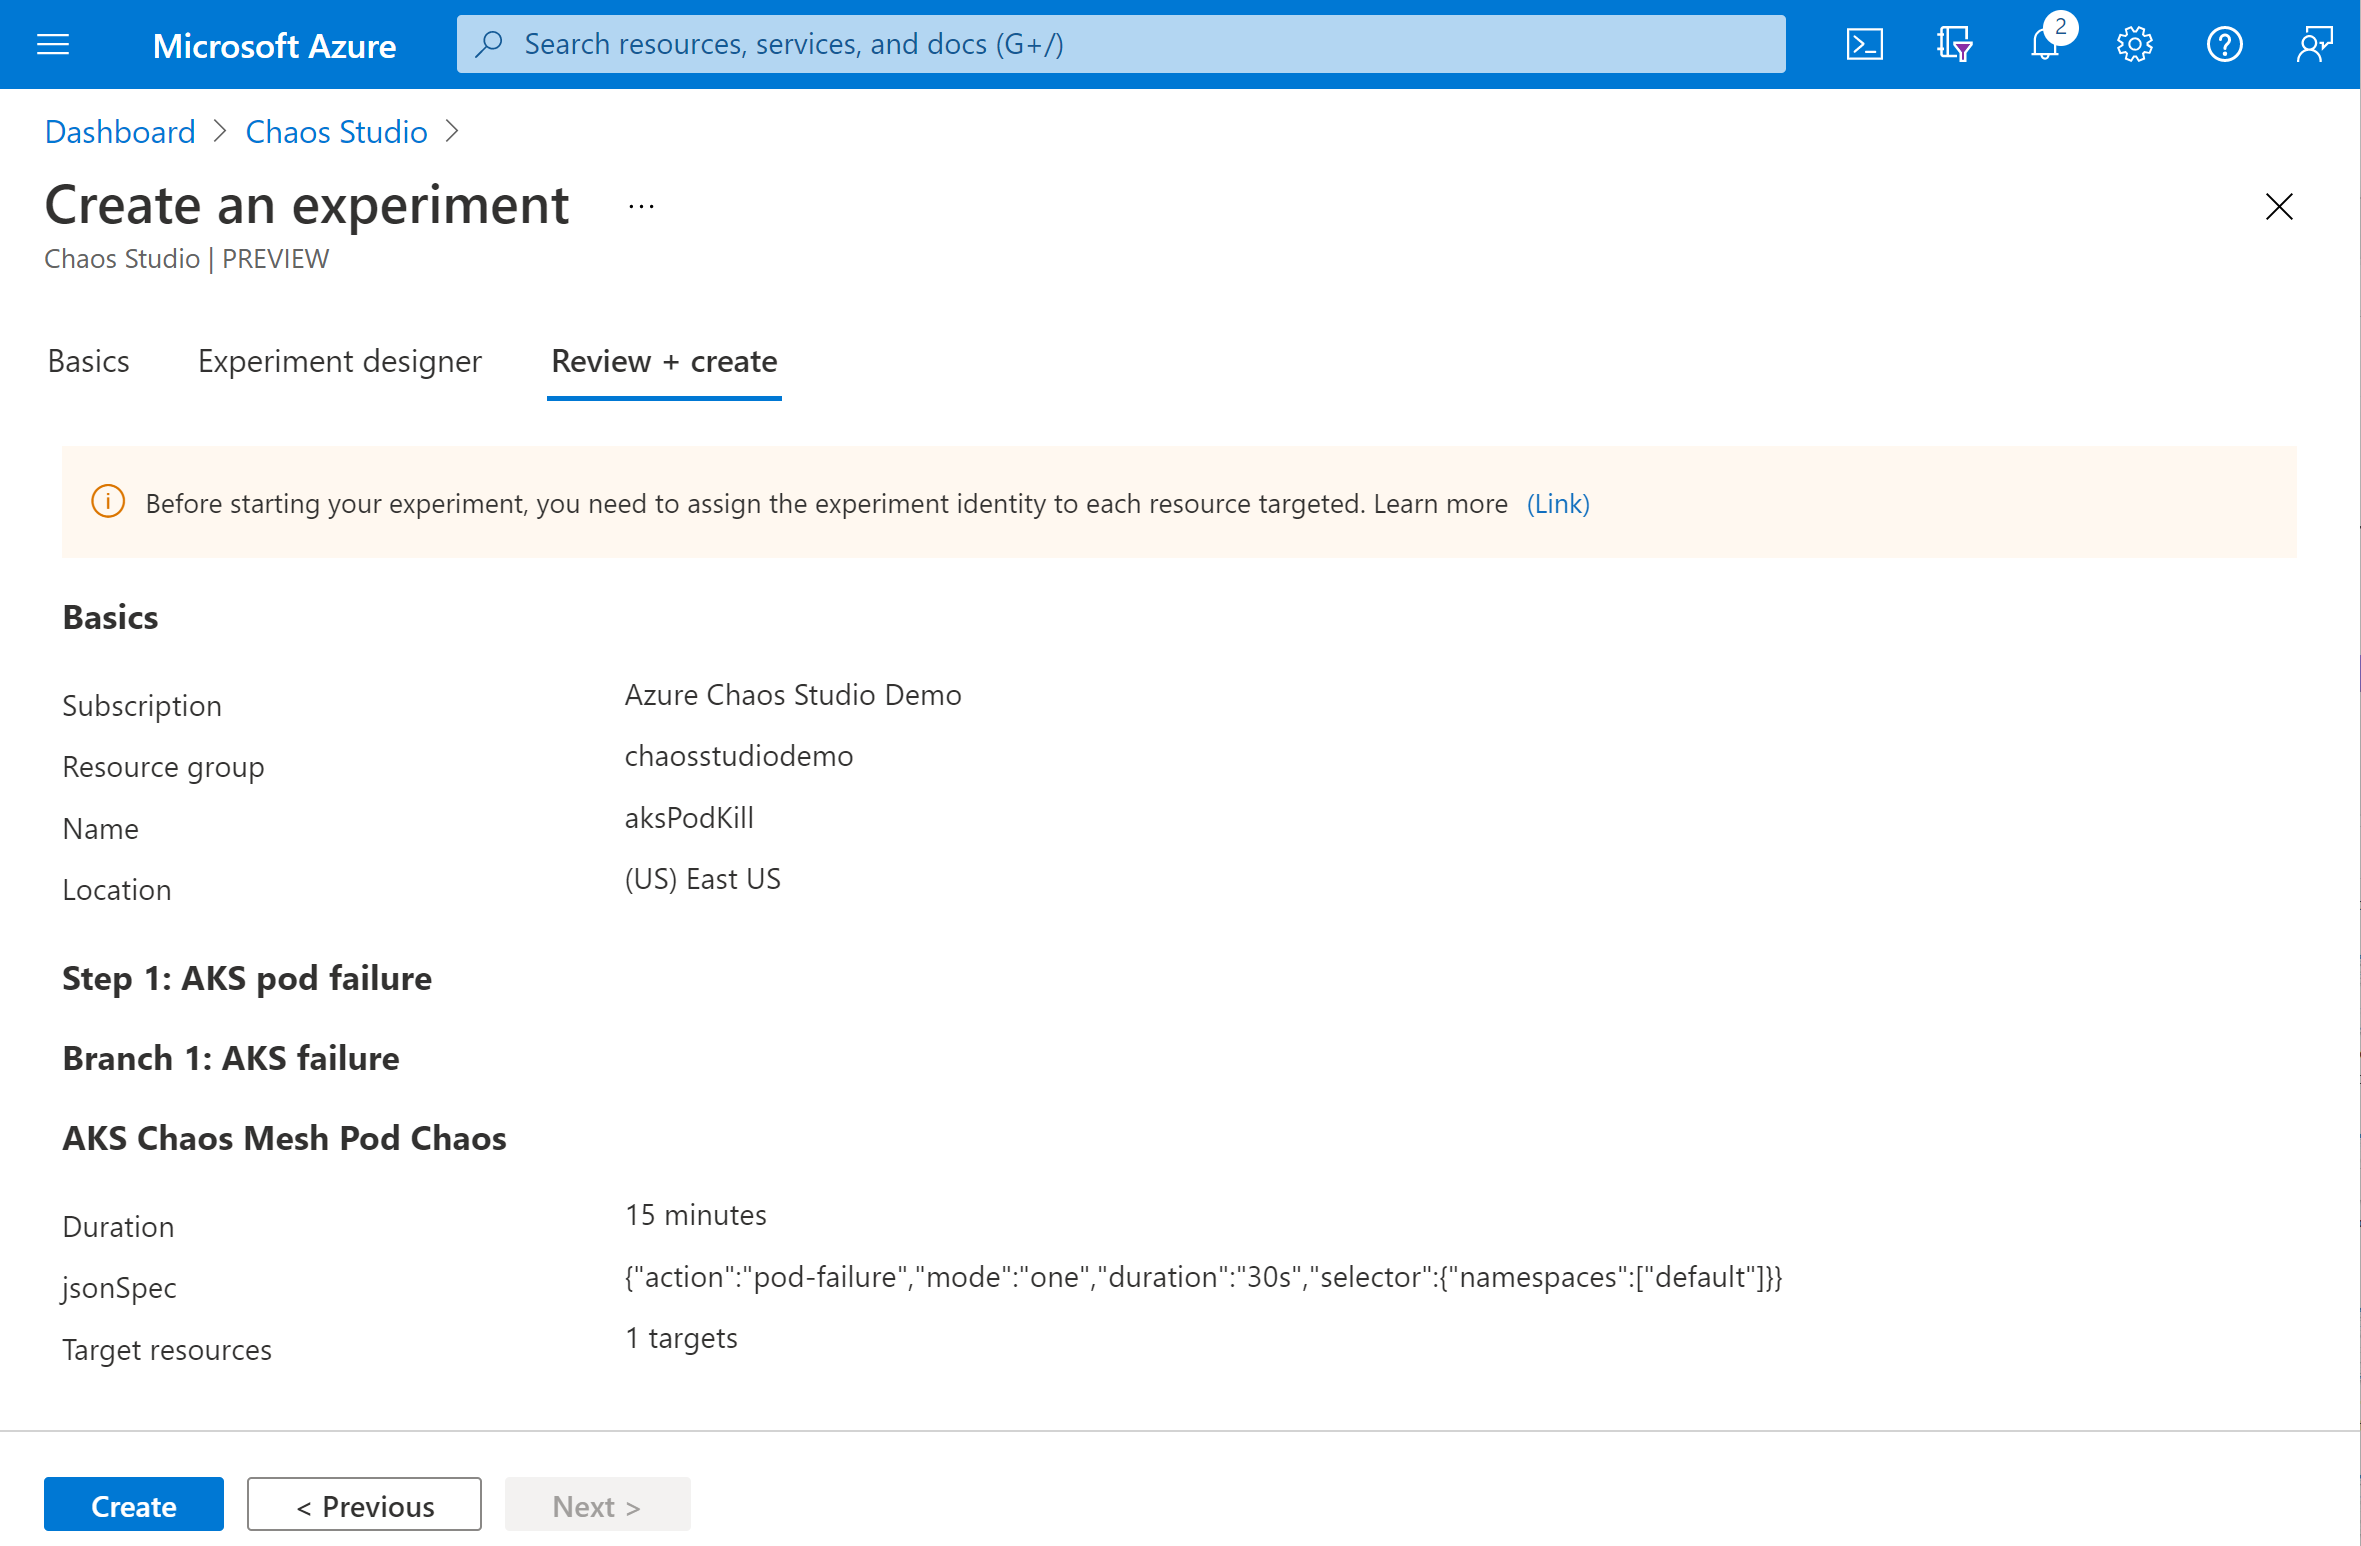 Microsoft Azure
Search resources, services, and docs (G+/)
2
Dashboard > Chaos Studio >
Create an experiment ...
Chaos Studio | PREVIEW
Basics Experiment designer Review + create
Before starting your experiment, you need to assign the experiment identity to each resource targeted. Learn more (Link)
Basics
Subscription Azure Chaos Studio Demo
Resource group chaosstudiodemo
Name aksPodKill
Location (US) East US
Step 1: AKS pod failure
Branch 1: AKS failure
AKS Chaos Mesh Pod Chaos
Duration 15 minutes
jsonSpec {"action":"pod-failure","mode":"one","duration":"30s","selector":{"namespaces":["default"]}}
Target resources 1 targets
Create < Previous Next >